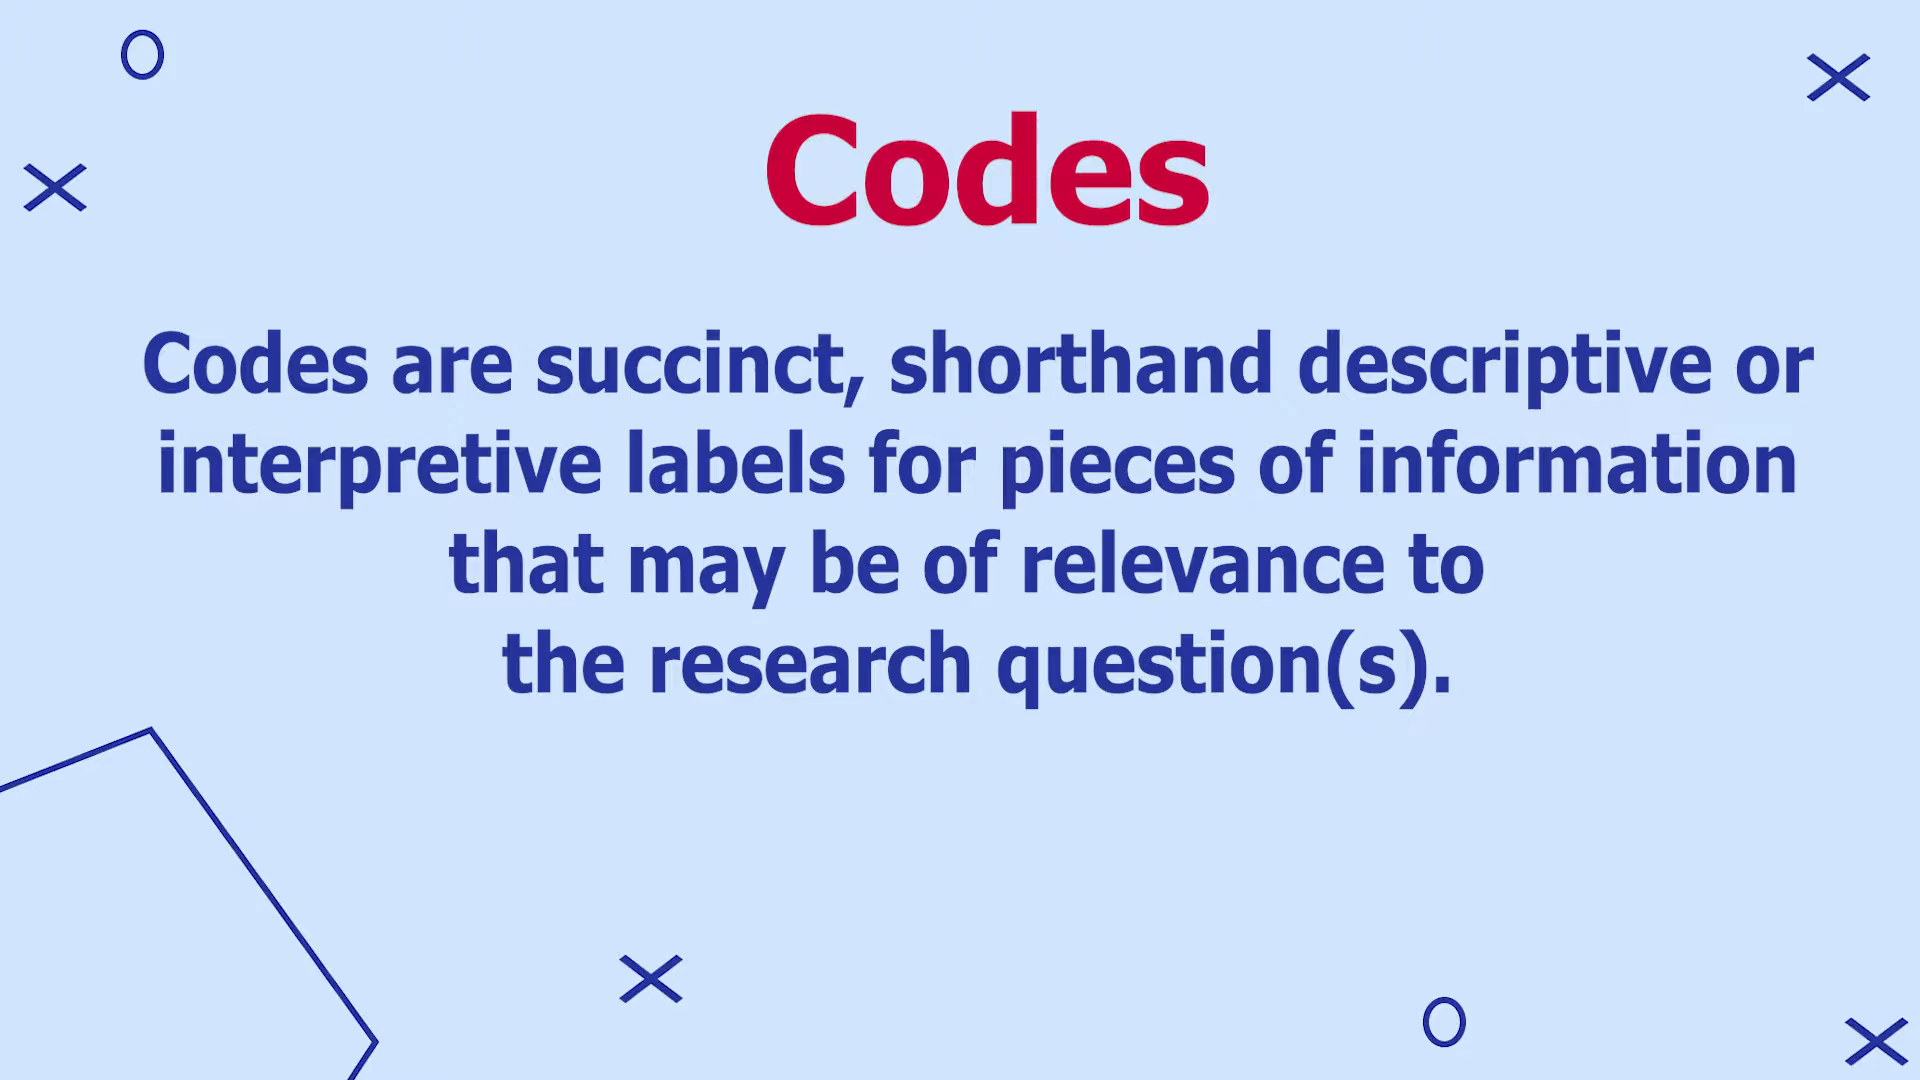 Codes
Codes are succinct, shorthand descriptive or
interpretive labels for pieces of information
that may be of relevance to
the research question(s).